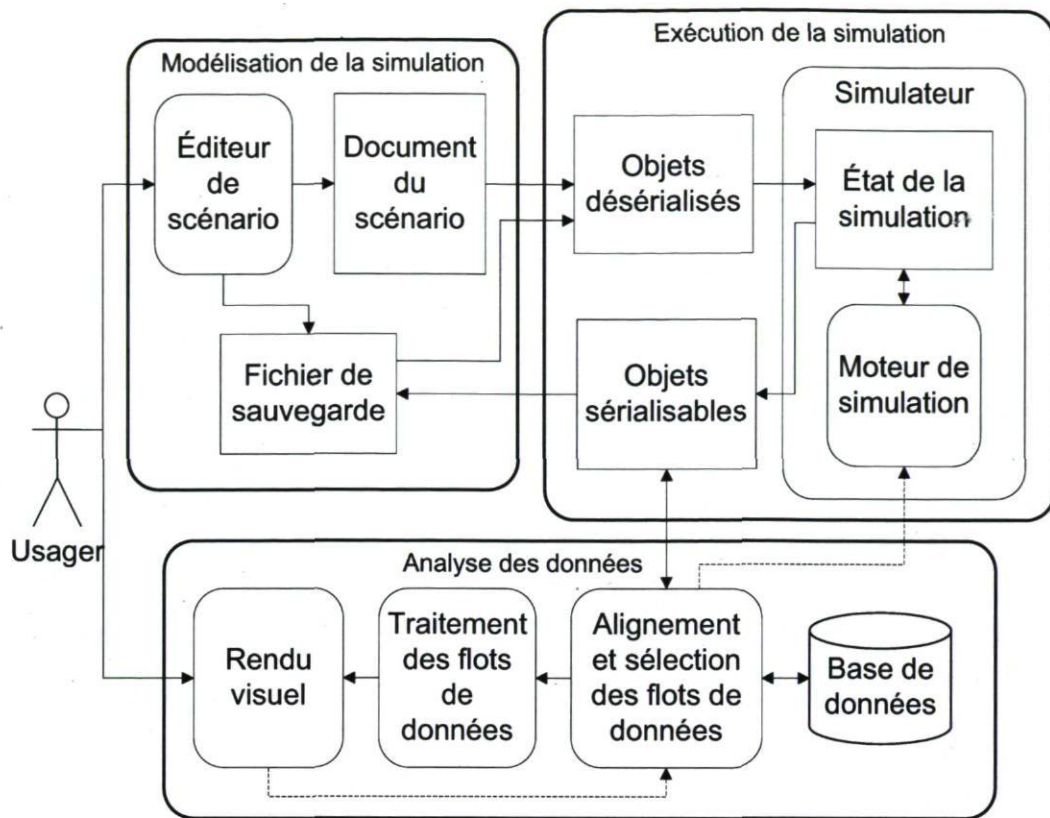 Modélisation de la simulation
Éditeur
de
scénario
Document
du
scénario
Fichier de
sauvegarde
Exécution de la simulation
Simulateur
Objets
désérialisés
État de la
simulation
Objets
sérialisables
Moteur de
simulation
Usager
Analyse des données
Rendu
visuel
Traitement
des flots
de
données
Alignement
et sélection
des flots de
données
Base de
données